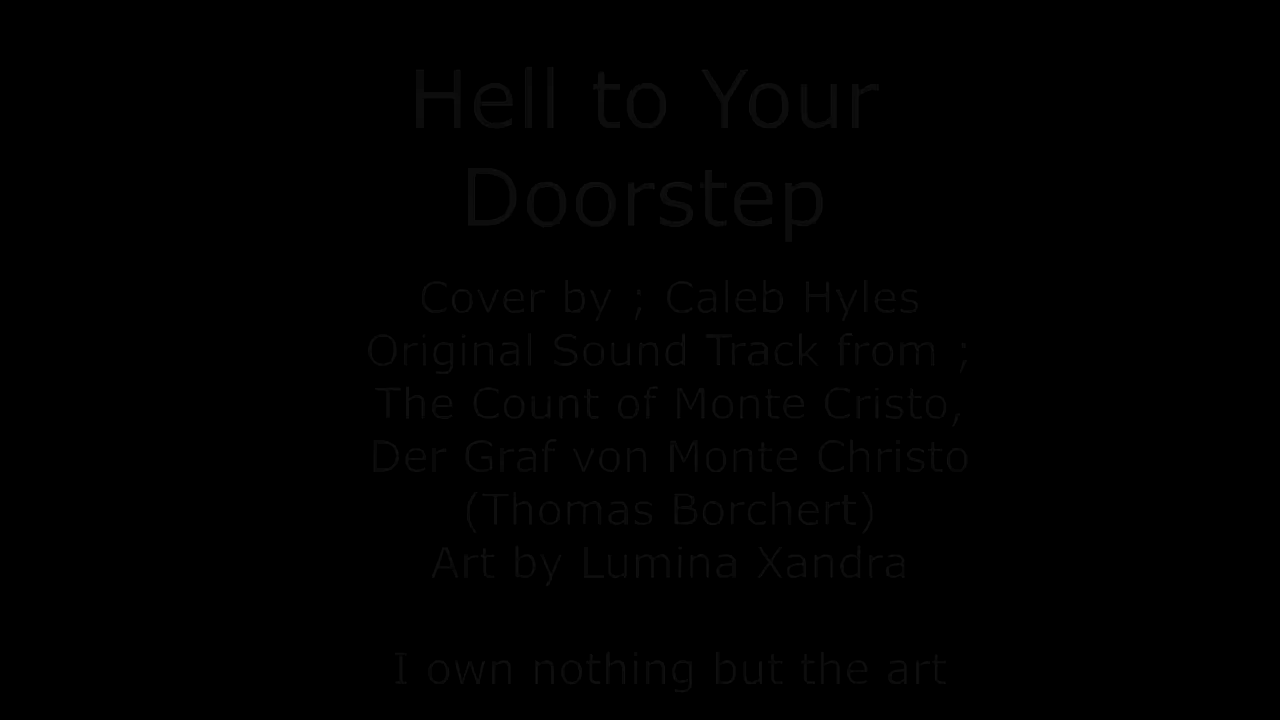 Hell to Your
Doorstep
Cover by ; Caleb Hyles
Original Sound Track from ;
The Count of Monte Cristo,
Der Graf von Monte Christo
(Thomas Borchert)
Art by Lumina Xandra
I own nothing but the art